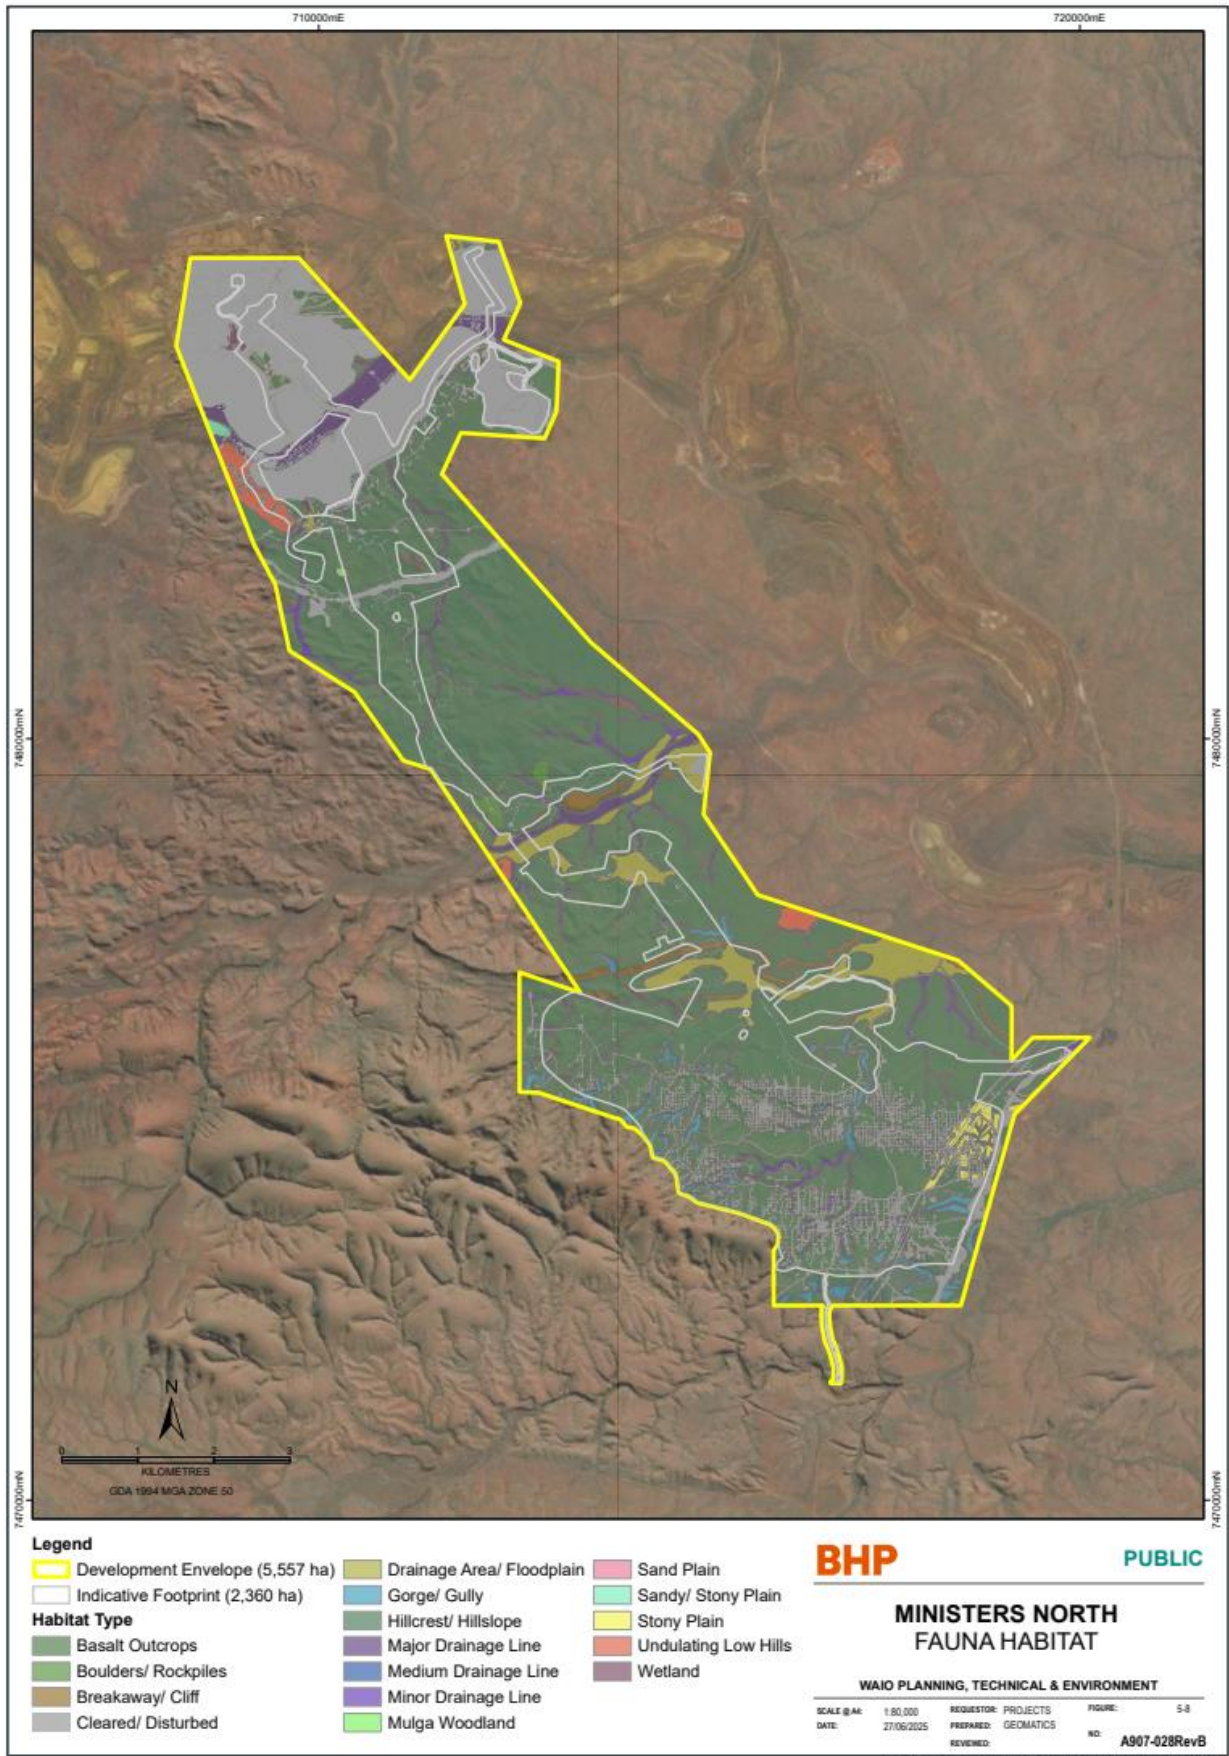 710000mE
720000mE
7480000mN
7480000mN
N
0 1 2 3
KILOMETRES
GDA 1994 MGA ZONE 50
7470000mN
7470000mN
Legend
Development Envelope (5,557 ha)
Indicative Footprint (2,360 ha)
Habitat Type
Basalt Outcrops
Boulders/ Rockpiles
Breakaway/ Cliff
Cleared/ Disturbed
Drainage Area/ Floodplain
Gorge/ Gully
Hillcrest/ Hillslope
Major Drainage Line
Medium Drainage Line
Minor Drainage Line
Mulga Woodland
Sand Plain
Sandy/ Stony Plain
Stony Plain
Undulating Low Hills
Wetland
BHP
PUBLIC
MINISTERS NORTH
FAUNA HABITAT
WAIO PLANNING, TECHNICAL & ENVIRONMENT
SCALE @ A4: 1:80,000
DATE: 27/06/2025
REQUESTOR: PROJECTS
PREPARED: GEOMATICS
REVIEWED:
FIGURE: 5-8
NO: A907-028RevB